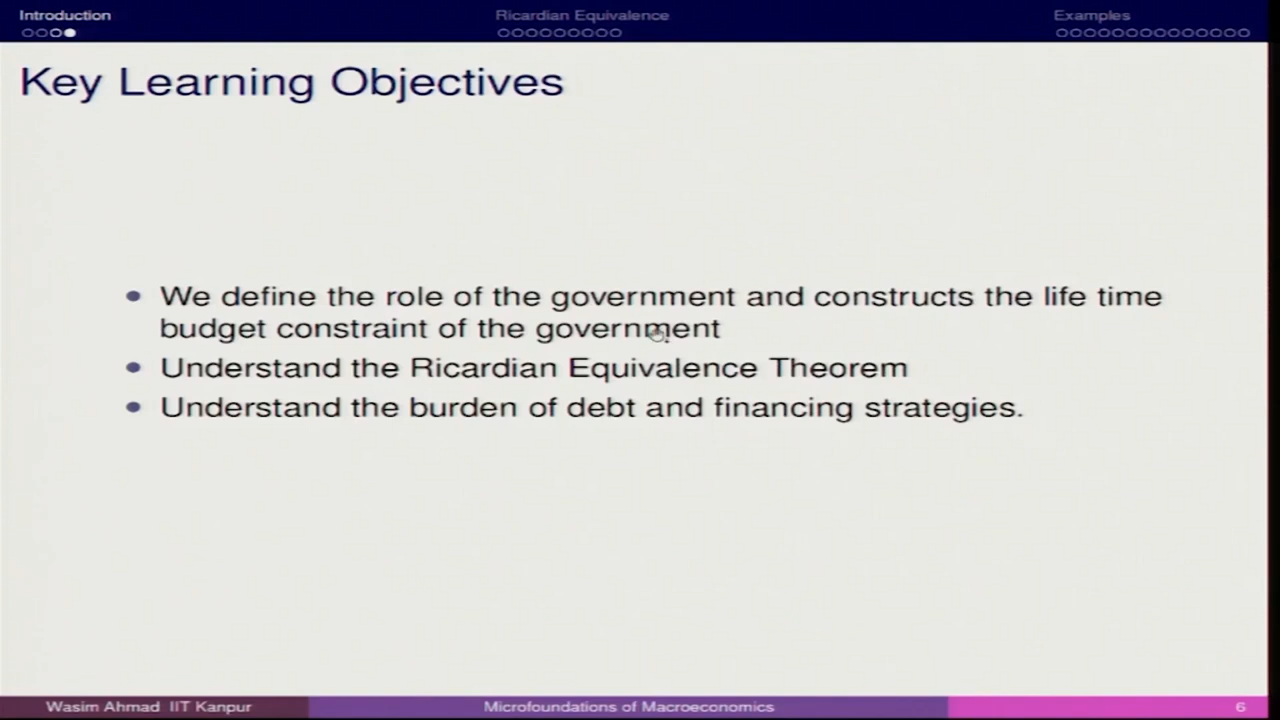 Introduction
Ricardian Equivalence
Examples
Key Learning Objectives
We define the role of the government and constructs the life time
budget constraint of the government
Understand the Ricardian Equivalence Theorem
Understand the burden of debt and financing strategies.
Wasim Ahmad IIT Kanpur
Microfoundations of Macroeconomics
6